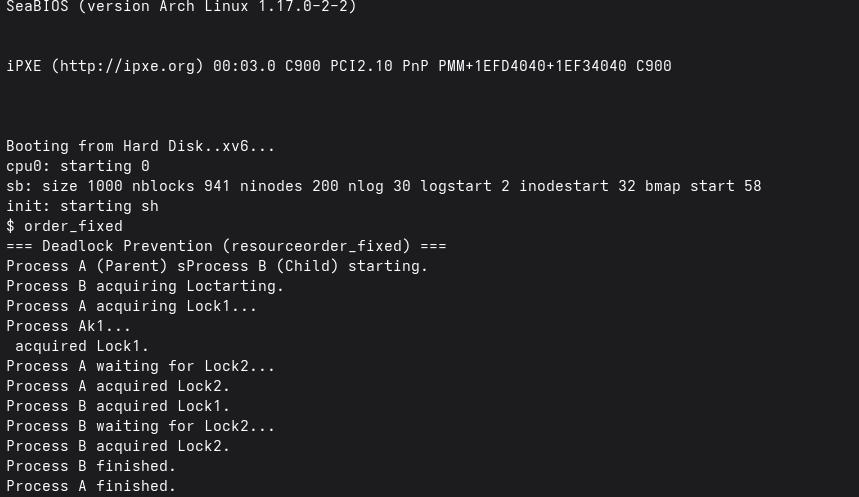 SeaBIOS (version Arch Linux 1.17.0-2-2)
iPXE (http://ipxe.org) 00:03.0 C900 PCI2.10 PnP PMM+1EFD4040+1EF34040 C900
Booting from Hard Disk..xv6...
cpu0: starting 0
sb: size 1000 nblocks 941 ninodes 200 nlog 30 logstart 2 inodestart 32 bmap start 58
init: starting sh
$ order_fixed
=== Deadlock Prevention (resourceorder_fixed) ===
Process A (Parent) sProcess B (Child) starting.
Process B acquiring Loctarting.
Process A acquiring Lock1...
Process Ak1...
 acquired Lock1.
Process A waiting for Lock2...
Process A acquired Lock2.
Process B acquired Lock1.
Process B waiting for Lock2...
Process B acquired Lock2.
Process B finished.
Process A finished.